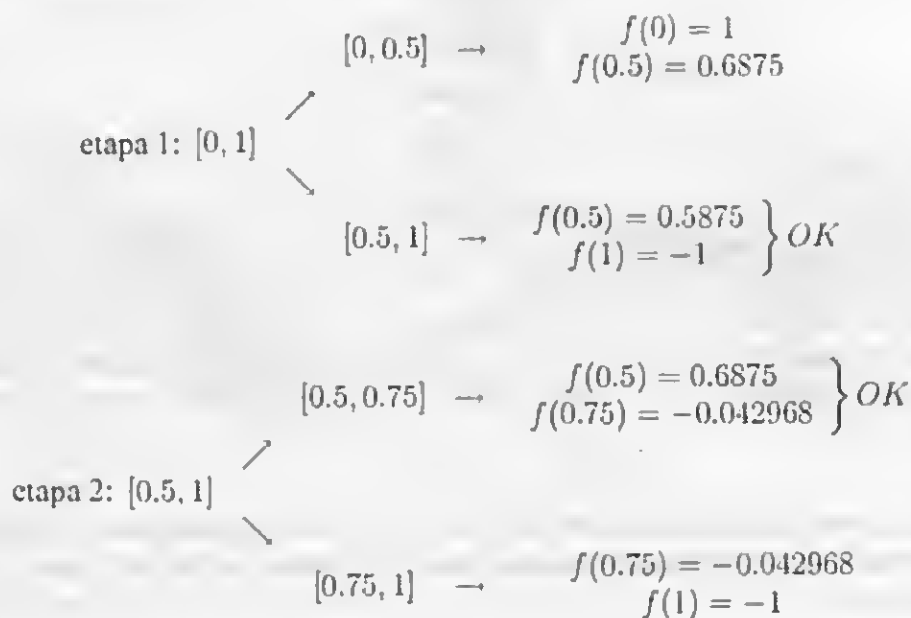 [0, 0.5] → f(0) = 1
f(0.5) = 0.6875
etapa 1: [0, 1]
[0.5, 1] → f(0.5) = 0.5875
f(1) = −1 } OK
[0.5, 0.75] → f(0.5) = 0.6875
f(0.75) = −0.042968 } OK
etapa 2: [0.5, 1]
[0.75, 1] → f(0.75) = −0.042968
f(1) = −1